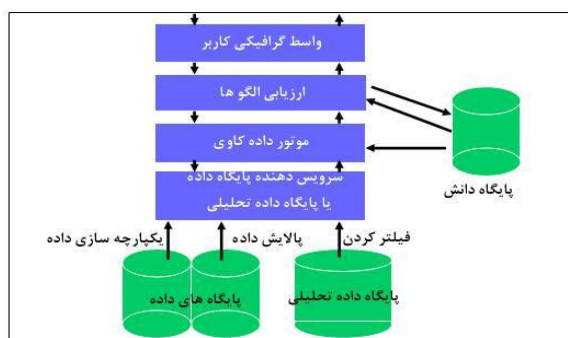 واسط گرافیکی کاربر
ارزیابی الگو ها
موتور داده کاوی
پایگاه دانش
سرویس دهنده پایگاه داده
یا پایگاه داده تحلیلی
یکپارچه سازی داده
پالایش داده
فیلتر کردن
پایگاه های داده
پایگاه داده تحلیلی